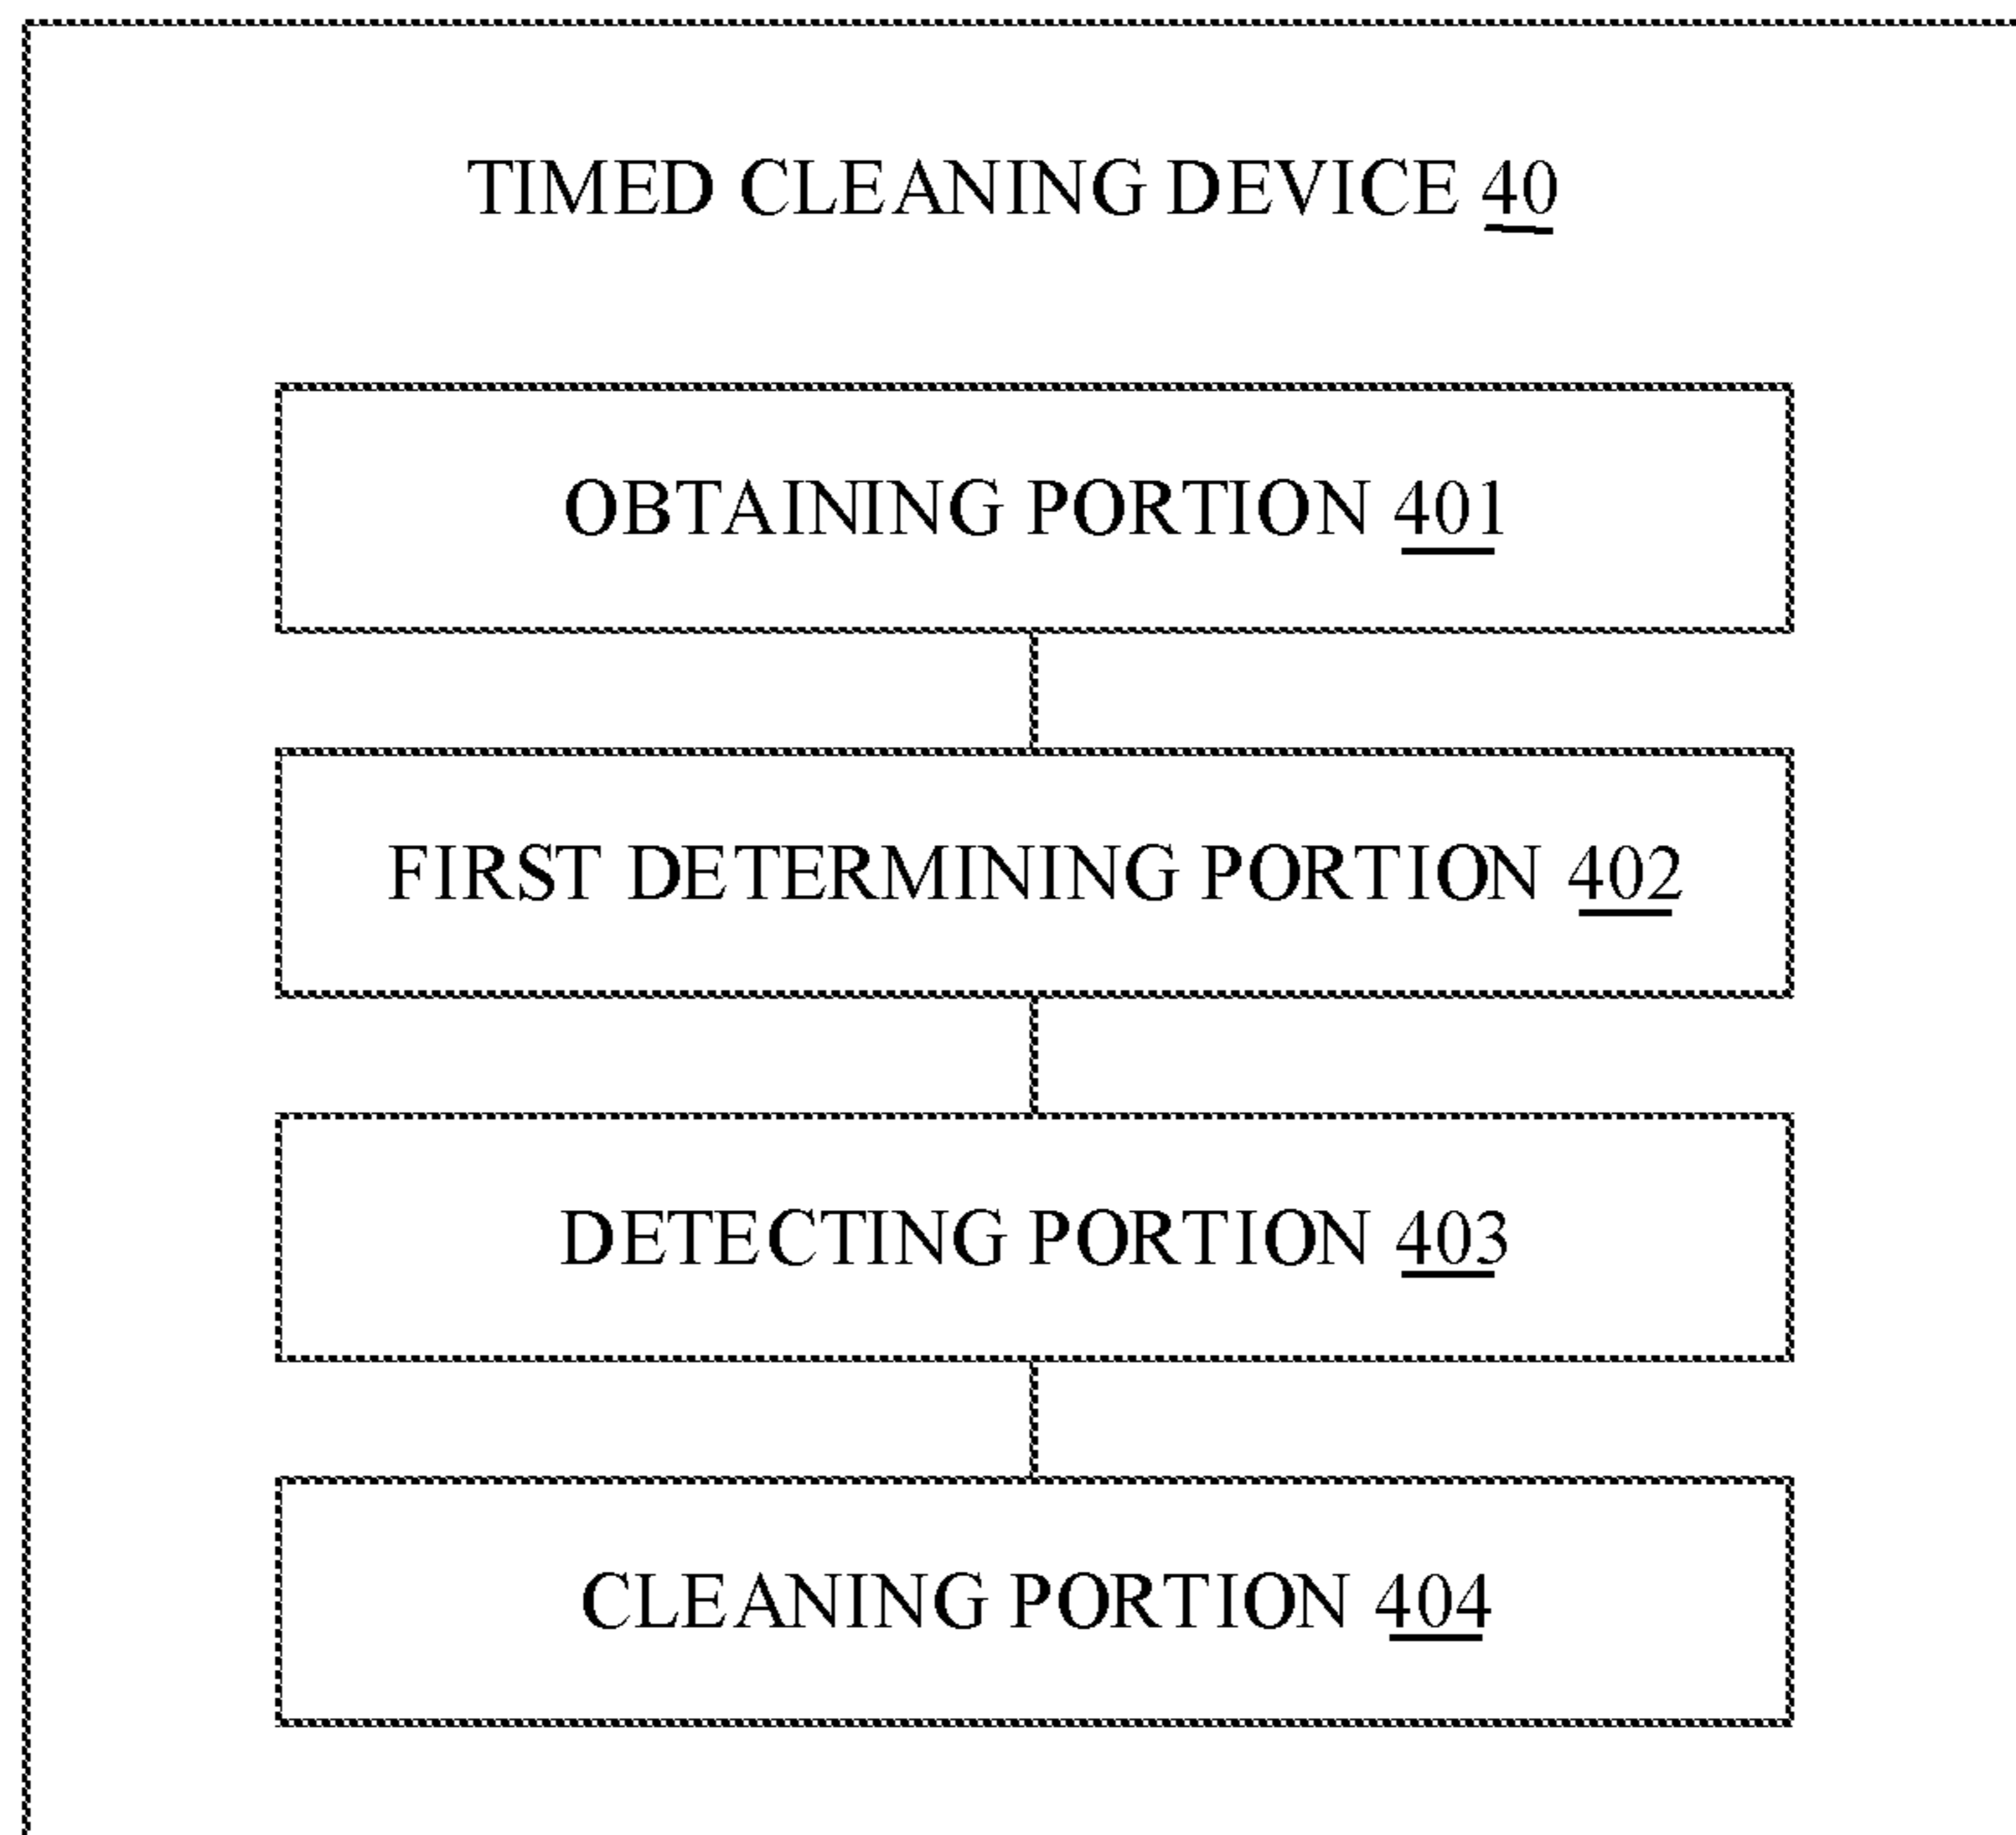 TIMED CLEANING DEVICE 40
OBTAINING PORTION 401
FIRST DETERMINING PORTION 402
DETECTING PORTION 403
CLEANING PORTION 404